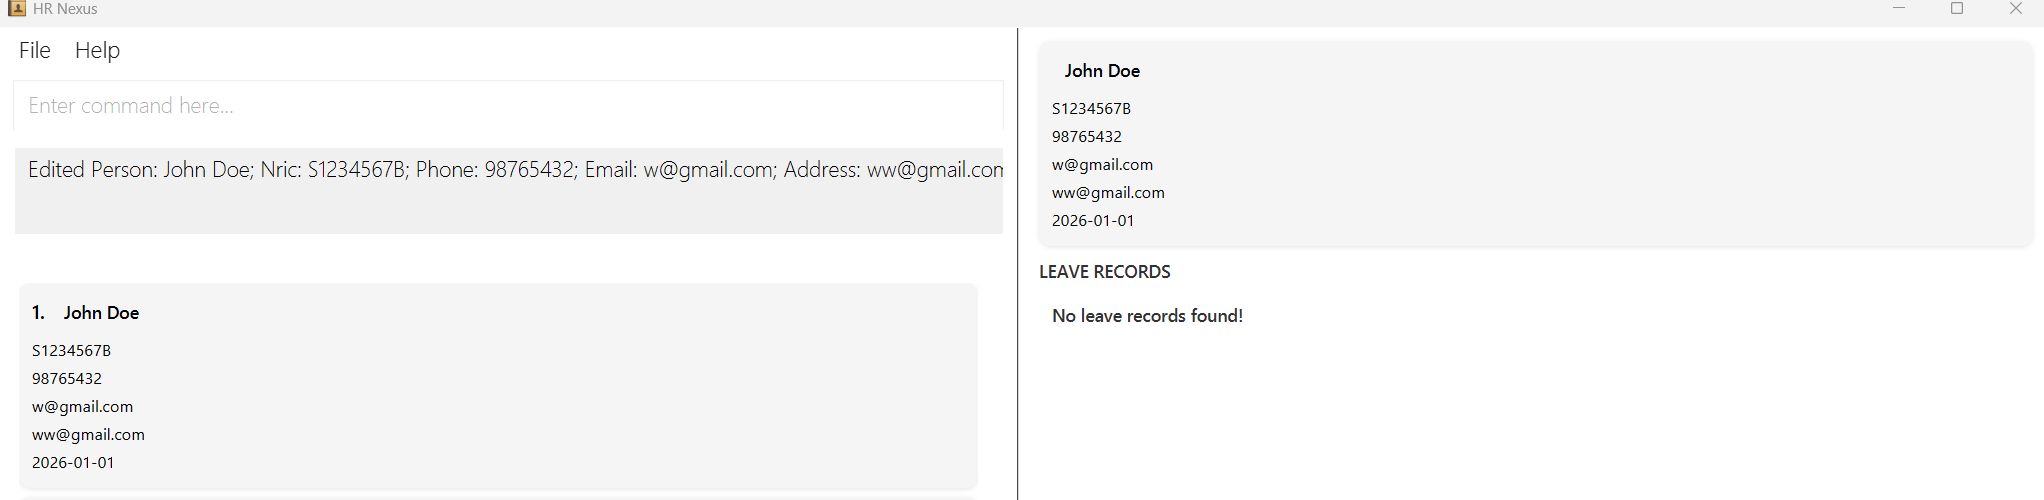 HR Nexus
File Help
Enter command here...
Edited Person: John Doe; Nric: S1234567B; Phone: 98765432; Email: w@gmail.com; Address: ww@gmail.com
1. John Doe
S1234567B
98765432
w@gmail.com
ww@gmail.com
2026-01-01
John Doe
S1234567B
98765432
w@gmail.com
ww@gmail.com
2026-01-01
LEAVE RECORDS
No leave records found!